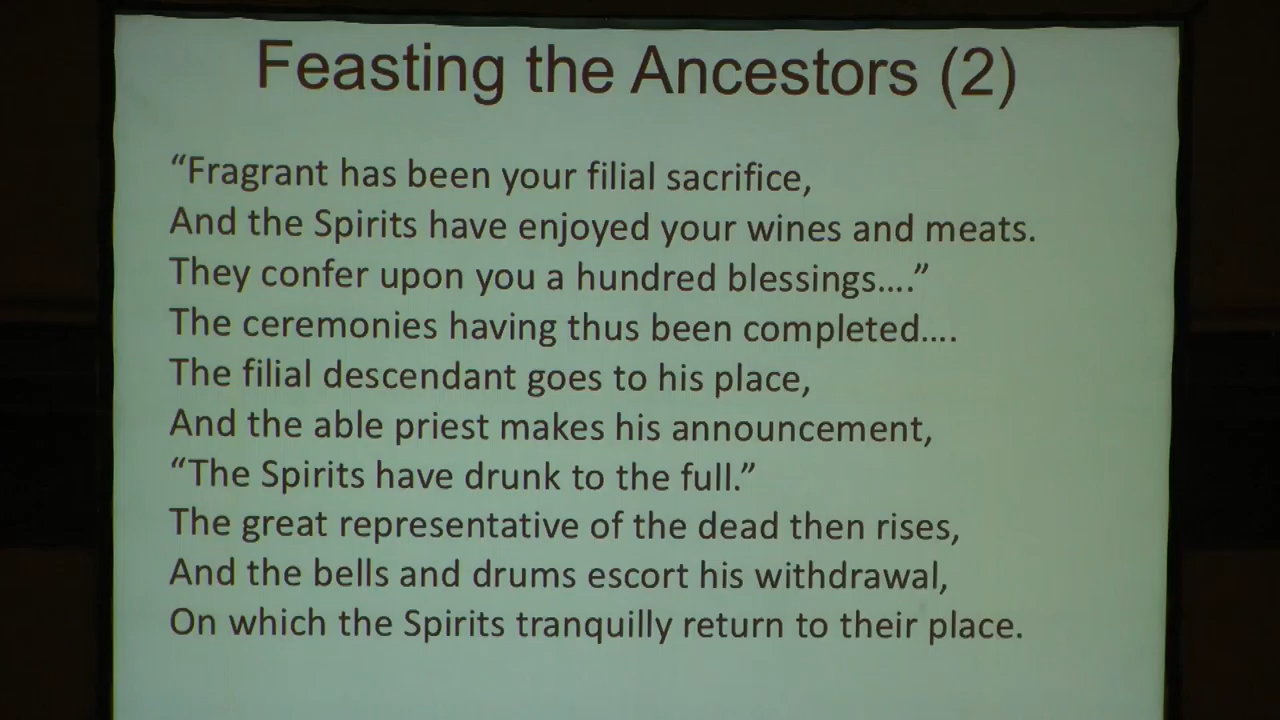 Feasting the Ancestors (2)
“Fragrant has been your filial sacrifice,
And the Spirits have enjoyed your wines and meats.
They confer upon you a hundred blessings....”
The ceremonies having thus been completed....
The filial descendant goes to his place,
And the able priest makes his announcement,
“The Spirits have drunk to the full.”
The great representative of the dead then rises,
And the bells and drums escort his withdrawal,
On which the Spirits tranquilly return to their place.